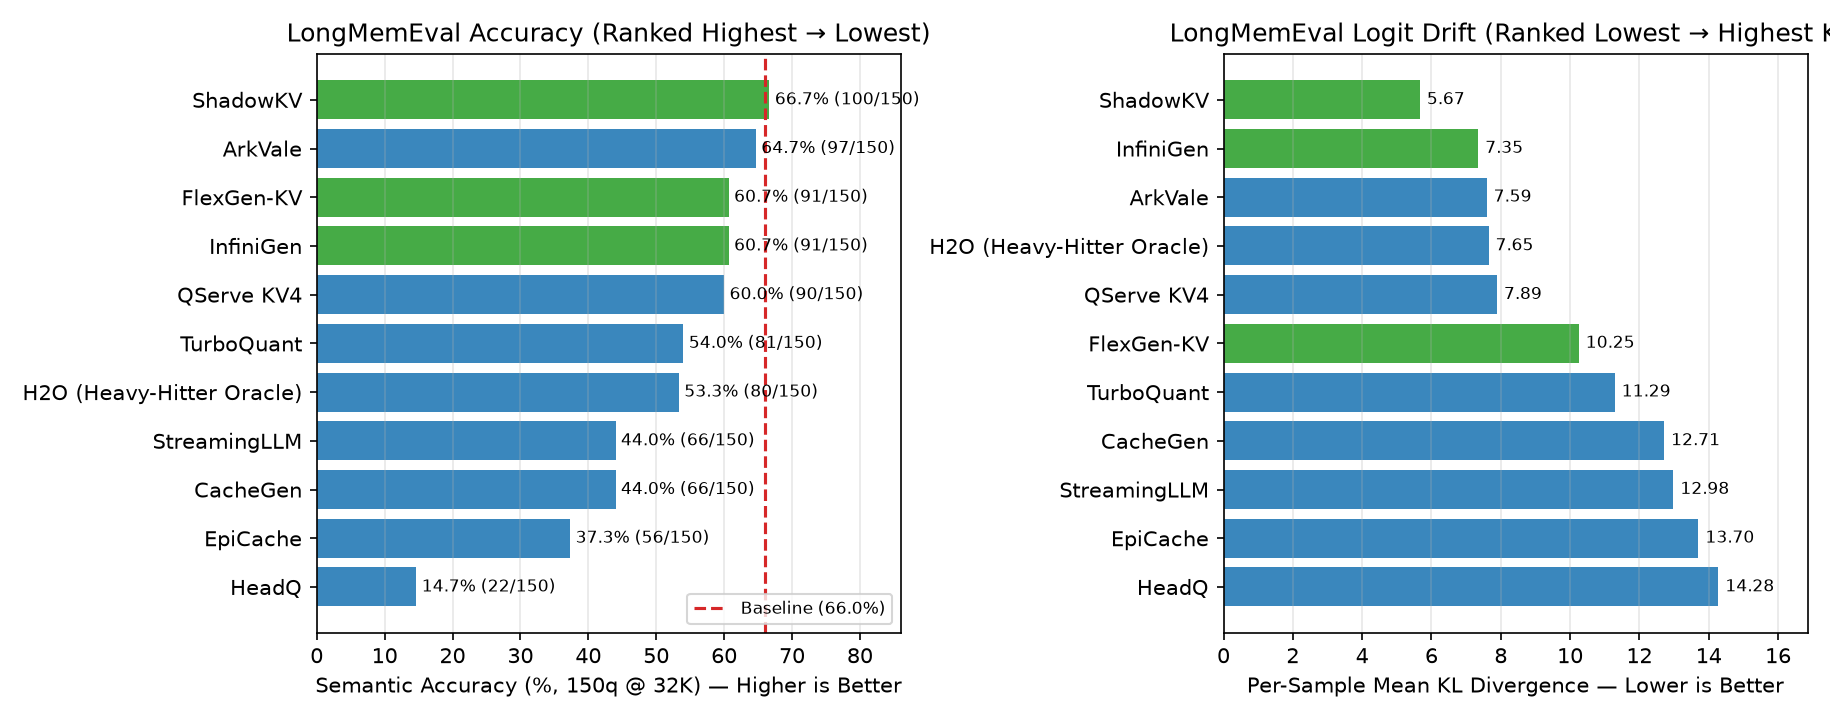 LongMemEval Accuracy (Ranked Highest → Lowest)
ShadowKV 66.7% (100/150)
ArkVale 64.7% (97/150)
FlexGen-KV 60.7% (91/150)
InfiniGen 60.7% (91/150)
QServe KV4 60.0% (90/150)
TurboQuant 54.0% (81/150)
H2O (Heavy-Hitter Oracle) 53.3% (80/150)
StreamingLLM 44.0% (66/150)
CacheGen 44.0% (66/150)
EpiCache 37.3% (56/150)
HeadQ 14.7% (22/150)
Baseline (66.0%)
0 10 20 30 40 50 60 70 80
Semantic Accuracy (%, 150q @ 32K) — Higher is Better
LongMemEval Logit Drift (Ranked Lowest → Highest K
ShadowKV 5.67
InfiniGen 7.35
ArkVale 7.59
H2O (Heavy-Hitter Oracle) 7.65
QServe KV4 7.89
FlexGen-KV 10.25
TurboQuant 11.29
CacheGen 12.71
StreamingLLM 12.98
EpiCache 13.70
HeadQ 14.28
0 2 4 6 8 10 12 14 16
Per-Sample Mean KL Divergence — Lower is Better